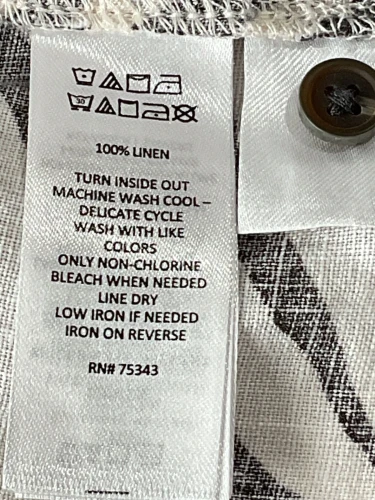 30
100% LINEN
TURN INSIDE OUT
MACHINE WASH COOL –
DELICATE CYCLE
WASH WITH LIKE
COLORS
ONLY NON-CHLORINE
BLEACH WHEN NEEDED
LINE DRY
LOW IRON IF NEEDED
IRON ON REVERSE
RN# 75343